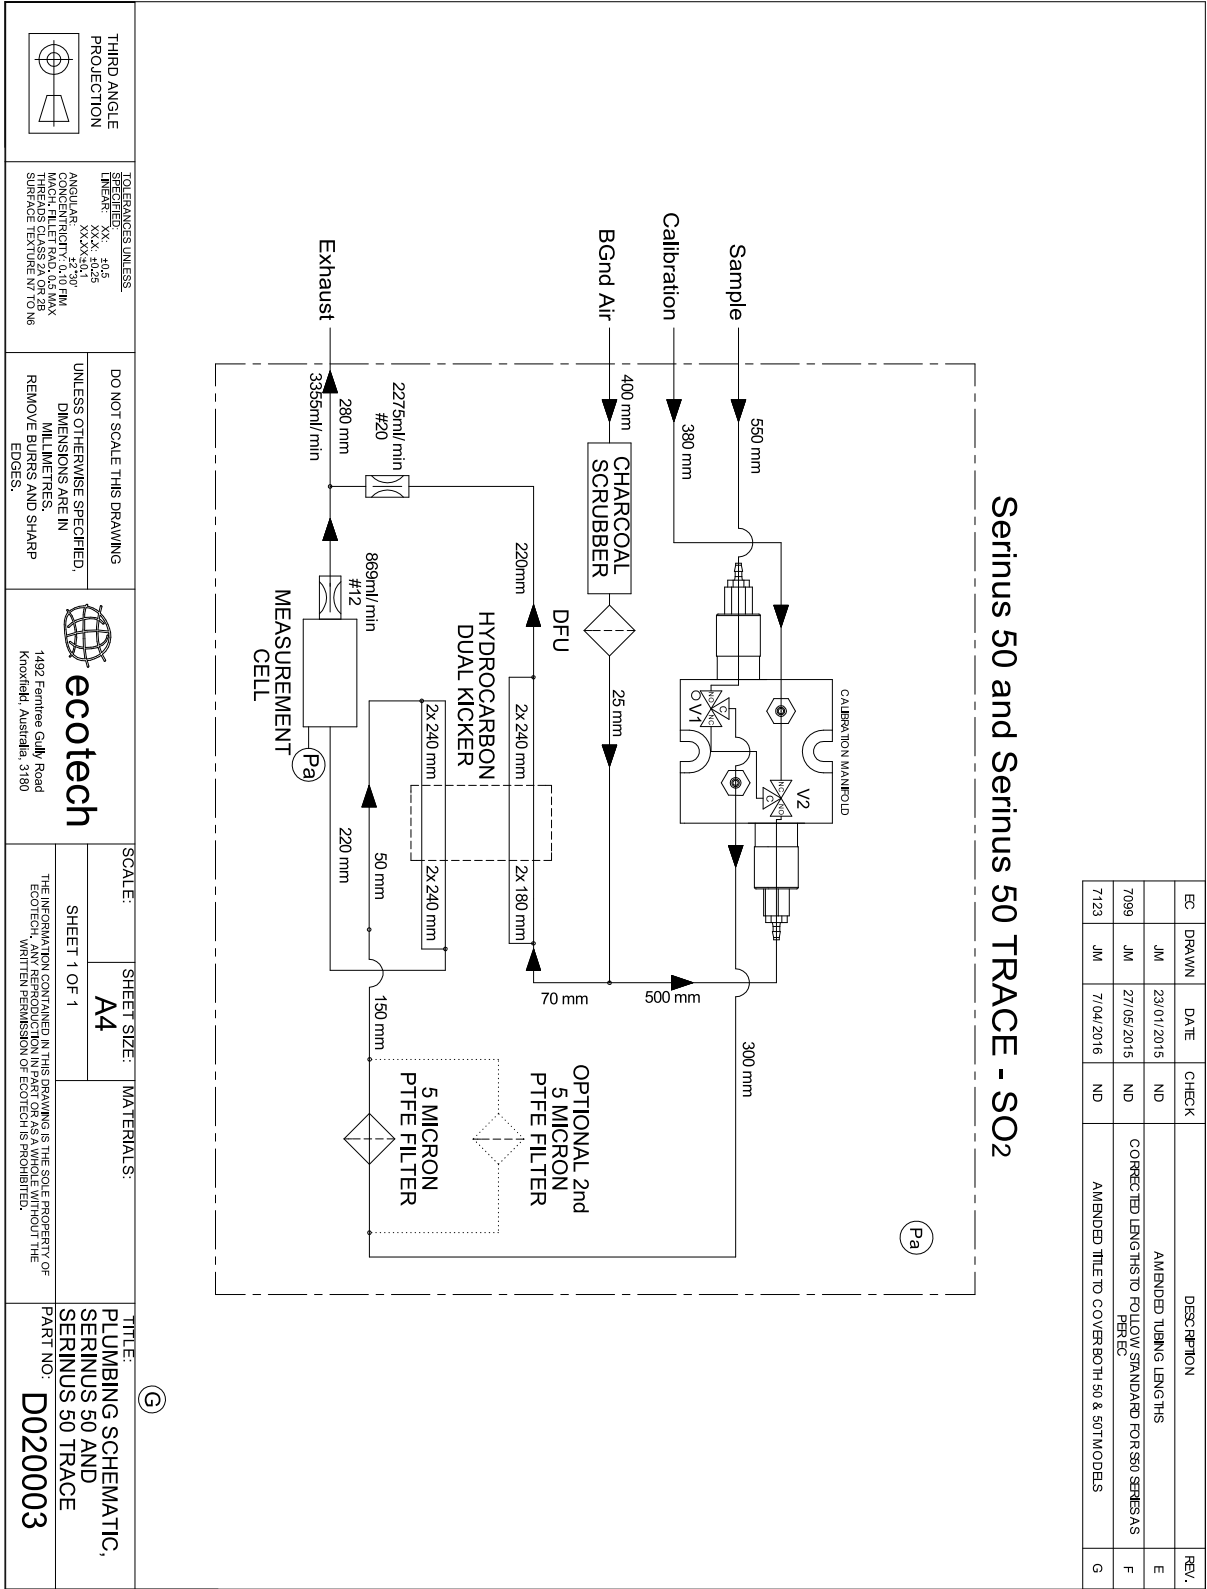 EC DRAWN DATE CHECK DESCRIPTION REV.
JM 23/01/2015 ND AMENDED TUBING LENGTHS E
7099 JM 27/05/2015 ND CORRECTED LENGTHS TO FOLLOW STANDARD FOR S50 SERIES AS
PER EC F
7123 JM 7/04/2016 ND AMENDED TITLE TO COVER BOTH 50 & 50T MODELS G
Serinus 50 and Serinus 50 TRACE - SO2
Pa
CALIBRATION MANIFOLD
Sample
550 mm
Calibration
380 mm
NO
NC
C
V1
NC
NO
C
V2
300 mm
BGnd Air
400 mm
CHARCOAL
SCRUBBER
DFU
25 mm
500 mm
70 mm
OPTIONAL 2nd
5 MICRON
PTFE FILTER
220mm
2x 240 mm
2x 180 mm
HYDROCARBON
DUAL KICKER
2x 240 mm
2x 240 mm
5 MICRON
PTFE FILTER
2275ml/min
#20
869ml/min
#12
50 mm
150 mm
220 mm
Exhaust
280 mm
3355ml/min
MEASUREMENT
CELL
Pa
G
THIRD ANGLE
PROJECTION
TOLERANCES UNLESS
SPECIFIED:
LINEAR: XX: ±0.5
XX.X: ±0.25
XX.XX: ±0.1
ANGULAR: ±2°30'
CONCENTRICITY: 0.10 FIM
MACH. FILLET RAD. 0.5 MAX
THREADS CLASS 2A OR 2B
SURFACE TEXTURE N7 TO N6
DO NOT SCALE THIS DRAWING
UNLESS OTHERWISE SPECIFIED,
DIMENSIONS ARE IN
MILLIMETRES.
REMOVE BURRS AND SHARP
EDGES.
ecotech
1492 Ferntree Gully Road
Knoxfield, Australia, 3180
SCALE:
SHEET SIZE:
A4
MATERIALS:
SHEET 1 OF 1
THE INFORMATION CONTAINED IN THIS DRAWING IS THE SOLE PROPERTY OF
ECOTECH. ANY REPRODUCTION IN PART OR AS A WHOLE WITHOUT THE
WRITTEN PERMISSION OF ECOTECH IS PROHIBITED.
TITLE:
PLUMBING SCHEMATIC,
SERINUS 50 AND
SERINUS 50 TRACE
PART NO:
D020003